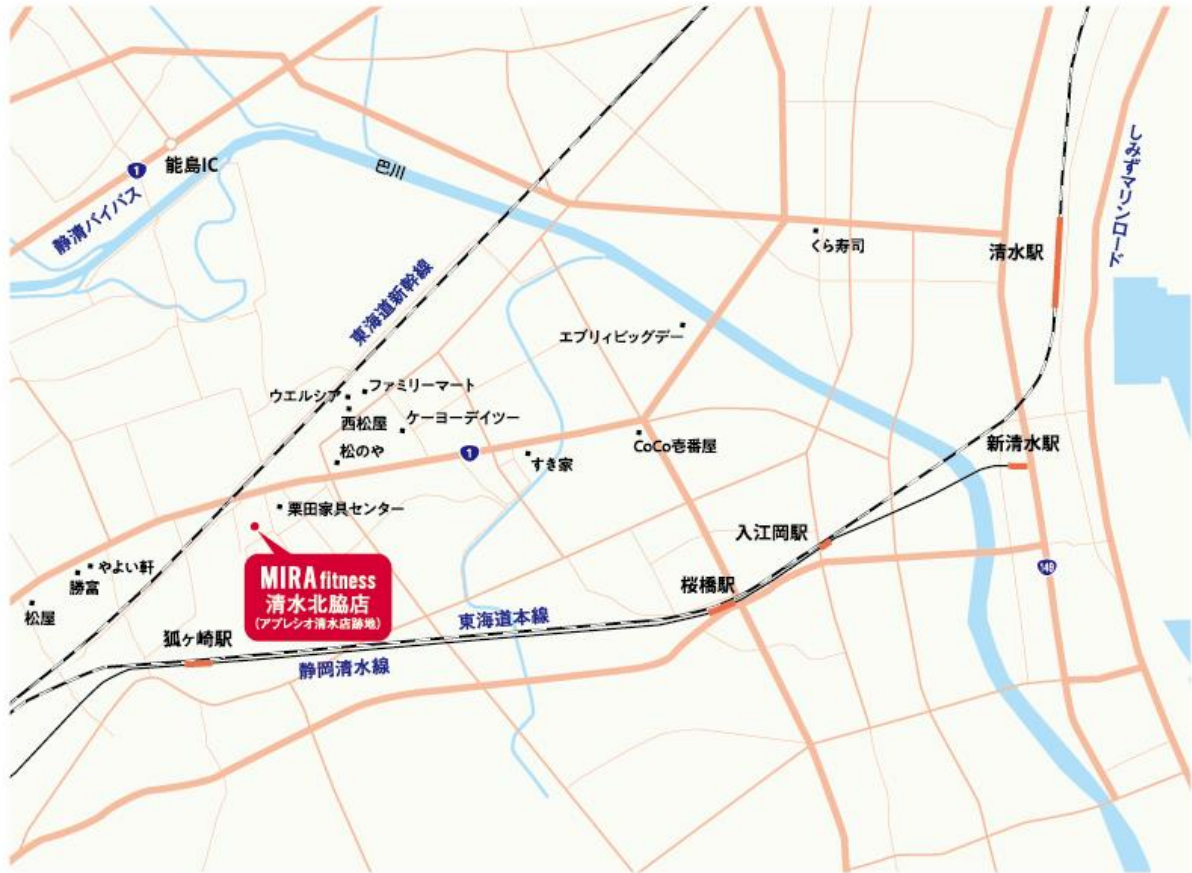 しみずマリンロード
1
能島IC
巴川
静清バイパス
くら寿司
清水駅
東海道新幹線
エブリィビッグデー
ウエルシア
ファミリーマート
西松屋
ケーヨーデイツー
松のや
1
すき家
CoCo壱番屋
新清水駅
栗田家具センター
入江岡駅
やよい軒
勝富
松屋
MIRA fitness
清水北脇店
(アプレシオ清水店跡地)
桜橋駅
149
狐ヶ崎駅
東海道本線
静岡清水線